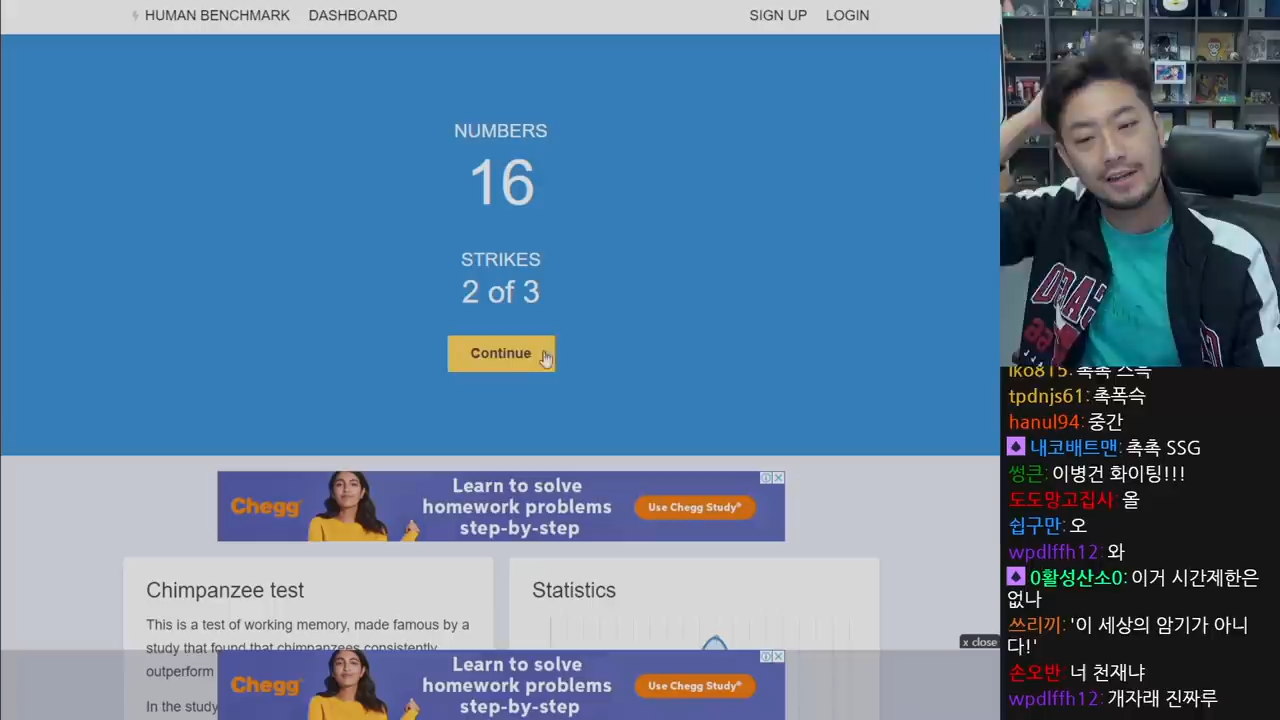 HUMAN BENCHMARK DASHBOARD SIGN UP LOGIN
NUMBERS
16
STRIKES
2 of 3
Continue
Chegg
Learn to solve
homework problems
step-by-step
Use Chegg Study
Chimpanzee test
This is a test of working memory, made famous by a
study that found that chimpanzees consistently
outperform
In the study
Statistics
x close
Chegg
Learn to solve
homework problems
step-by-step
Use Chegg Study
tpdnjs61: 촉폭슥
hanul94: 중간
내코배트맨: 촉촉 SSG
썽큰: 이병건 화이팅!!!
도도망고집사: 올
쉽구만: 오
wpdlffh12: 와
0활성산소0: 이거 시간제한은
없나
쓰리끼: '이 세상의 암기가 아니
다!'
손오반: 너 천재냐
wpdlffh12: 개자래 진짜루